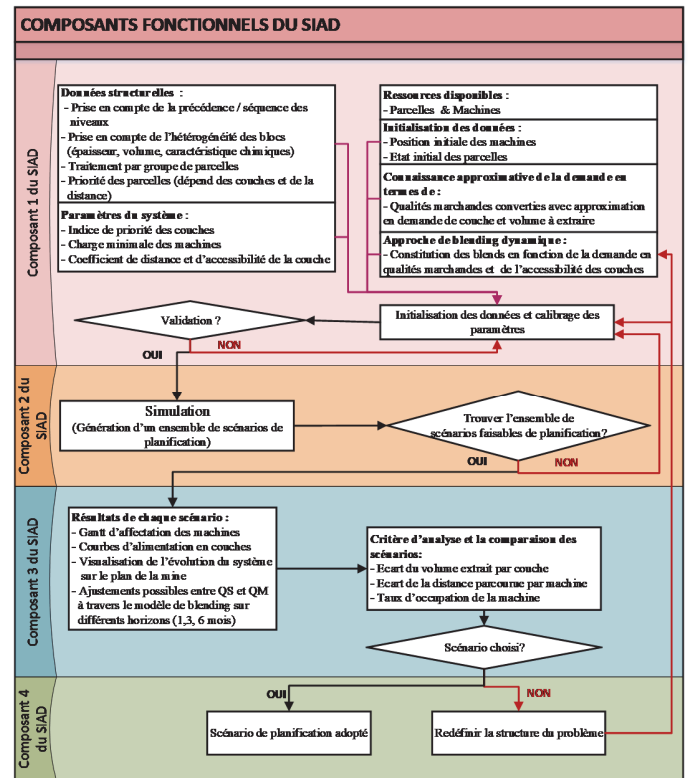 COMPOSANTS FONCTIONNELS DU SIAD
Composant 1 du SIAD
Données structurelles :
- Prise en compte de la précédence / séquence des
niveaux
- Prise en compte de l'hétérogénéité des blocs
(épaisseur, volume, caractéristique chimiques)
- Traitement par groupe de parcelles
- Priorité des parcelles (dépend des couches et de la
distance)
Paramètres du système :
- Indice de priorité des couches
- Charge minimale des machines
- Coefficient de distance et d'accessibilité de la couche
Ressources disponibles :
- Parcelles & Machines
Initialisation des données :
- Position initiale des machines
- Etat initial des parcelles
Connaissance approximative de la demande en
termes de :
- Qualités marchandes converties avec approximation
en demande de couche et volume à extraire
Approche de blending dynamique :
- Constitution des blends en fonction de la demande en
qualités marchandes et de l'accessibilité des couches
Validation ?
Initialisation des données et calibrage des
paramètres
NON
OUI
Composant 2 du
SIAD
Simulation
(Génération d'un ensemble de scénarios de
planification)
Trouver l'ensemble de
scénarios faisables de planification?
OUI
NON
Composant 3 du SIAD
Résultats de chaque scénario :
- Gantt d'affectation des machines
- Courbes d'alimentation en couches
- Visualisation de l'évolution du système
sur le plan de la mine
- Ajustements possibles entre QS et QM
à travers le modèle de blending sur
différents horizons (1,3, 6 mois)
Critère d'analyse et la comparaison des
scénarios:
- Ecart du volume extrait par couche
- Ecart de la distance parcourue par machine
- Taux d'occupation de la machine
Scénario choisi?
Composant 4
du SIAD
OUI
NON
Scénario de planification adopté
Redéfinir la structure du problème